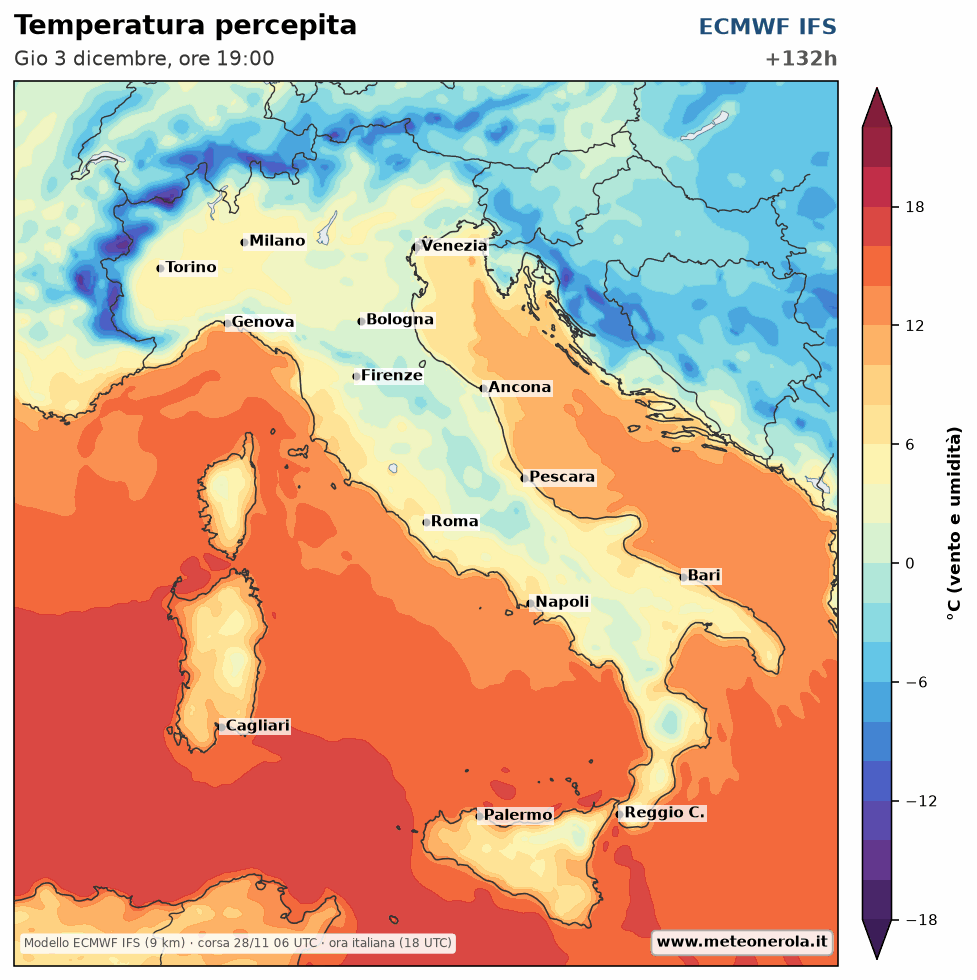 Temperatura percepita
ECMWF IFS
Gio 3 dicembre, ore 19:00
+132h
Milano
Venezia
Torino
Genova
Bologna
Firenze
Ancona
Pescara
Roma
Bari
Napoli
Cagliari
Palermo
Reggio C.
18
12
6
0
−6
−12
−18
°C (vento e umidità)
Modello ECMWF IFS (9 km) · corsa 28/11 06 UTC · ora italiana (18 UTC)
www.meteonerola.it